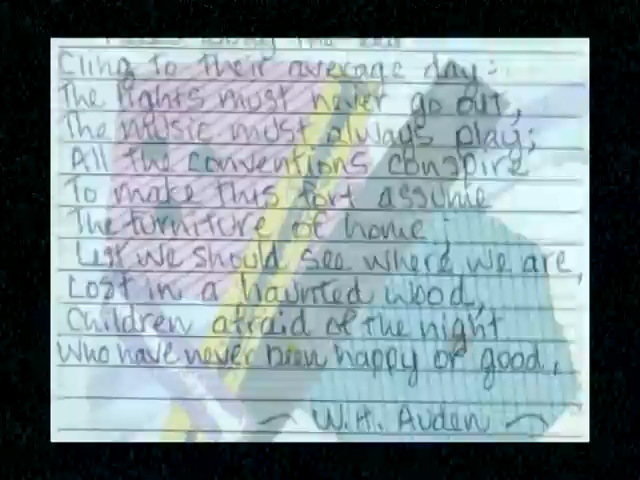 Cling to their average day:
The lights must never go out,
The music must always play;
All the conventions conspire
To make this fort assume
The furniture of home;
Lest we should see where we are,
Lost in a haunted wood,
Children afraid of the night
Who have never been happy or good.
~ W.H. Auden ~